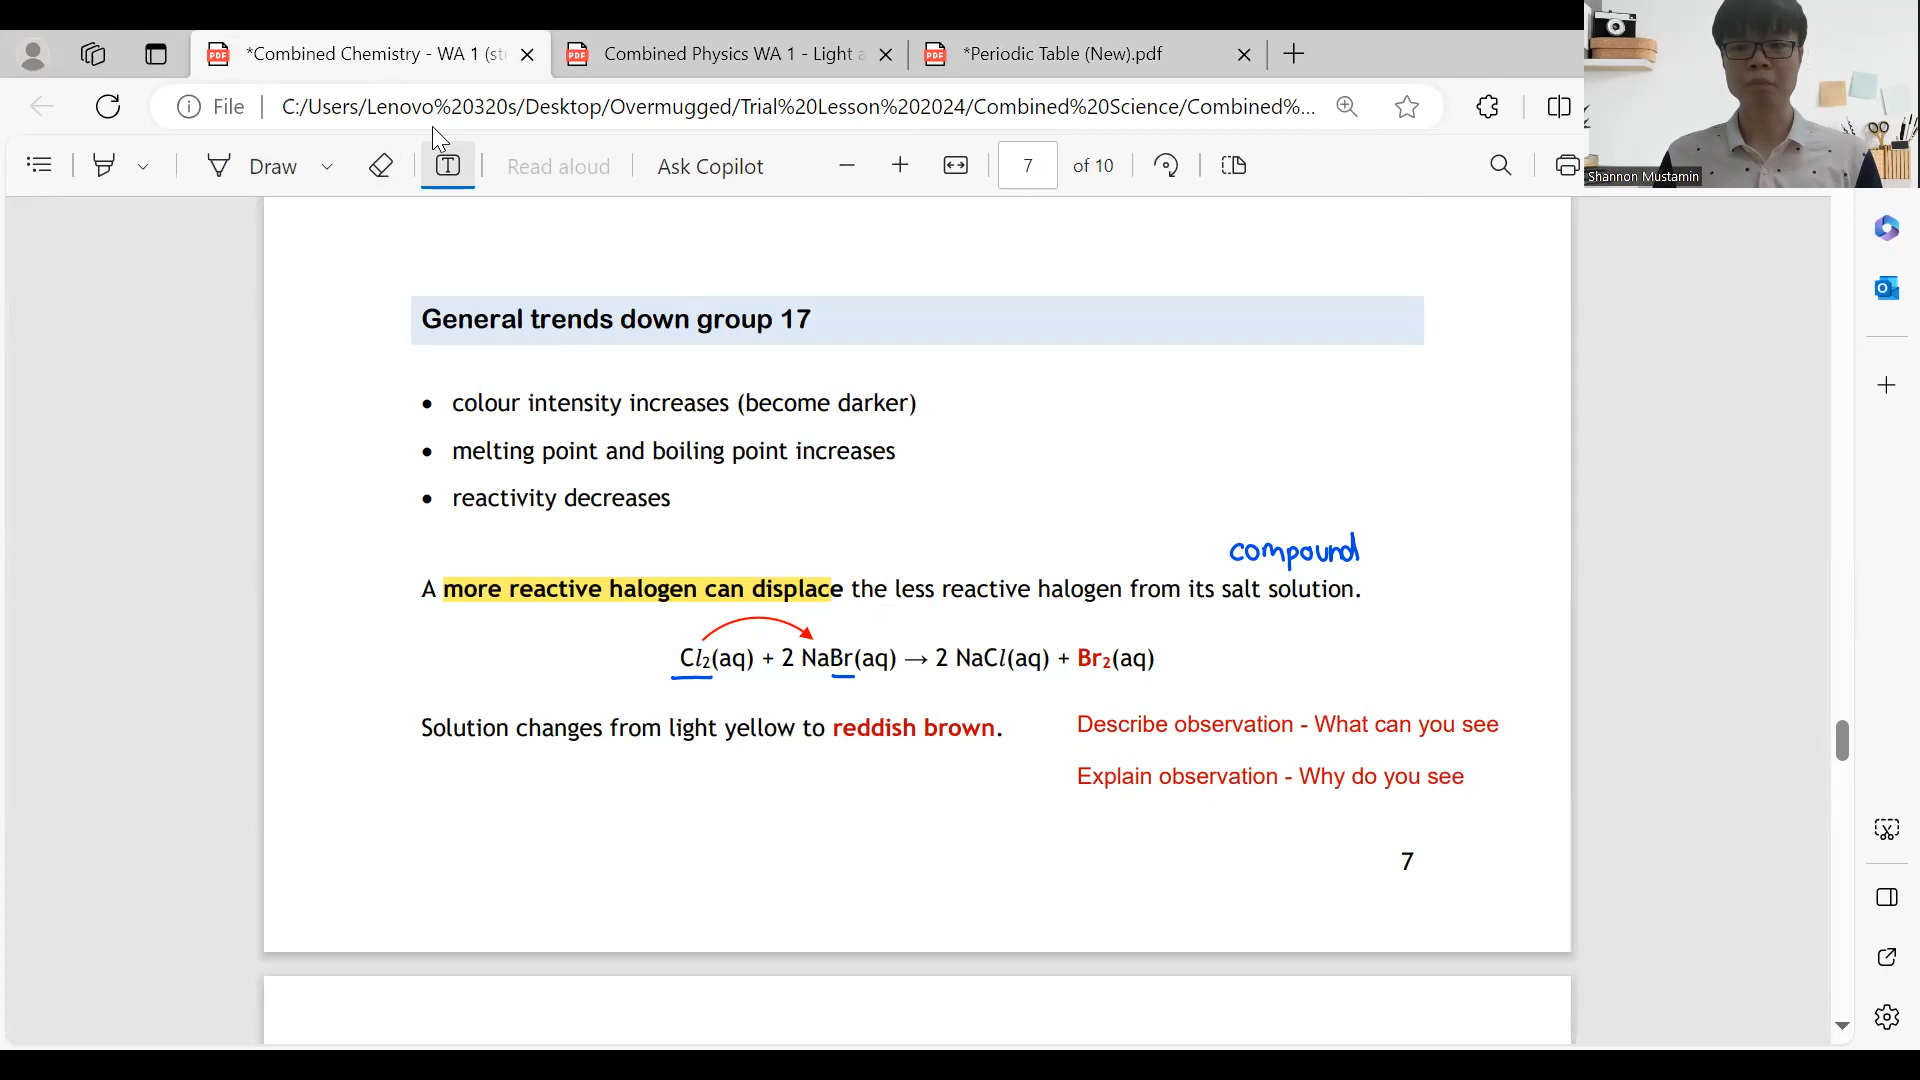 *Combined Chemistry - WA 1 (st
Combined Physics WA 1 - Light a
*Periodic Table (New).pdf
File
C:/Users/Lenovo%20320s/Desktop/Overmugged/Trial%20Lesson%202024/Combined%20Science/Combined%...
Draw
Read aloud
Ask Copilot
7
of 10
Shannon Mustamin
General trends down group 17
• colour intensity increases (become darker)
• melting point and boiling point increases
• reactivity decreases
compound
A more reactive halogen can displace the less reactive halogen from its salt solution.
Cl₂(aq) + 2 NaBr(aq) → 2 NaCl(aq) + Br₂(aq)
Solution changes from light yellow to reddish brown.
Describe observation - What can you see
Explain observation - Why do you see
7